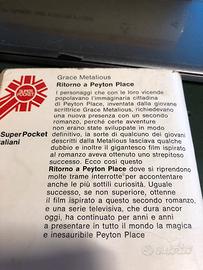 Grace Metalious
Ritorno a Peyton Place
I personaggi che con le loro vicende
popolavano l'immaginaria cittadina
di Peyton Place, inventata dalla giovane
scrittrice Grace Metalious, richiedevano
una nuova presenza con un secondo
romanzo, perché certe avventure
non erano state sviluppate in modo
definitivo, la sorte di qualcuno dei giovani
descritti dalla Metalious lasciava qualche
dubbio e inoltre il gigantesco film ispirato
al romanzo aveva ottenuto uno strepitoso
successo. Ecco così questo
Ritorno a Peyton Place dove si riprendono
molte trame interrotte per accontentare
anche le più sottili curiosità. Uguale
successo, se non superiore, ottenne
il film ispirato a questo secondo romanzo,
e una serie televisiva, che dura ancor
oggi, ha continuato per anni e anni
a presentare in tutto il mondo la magica
e inesauribile Peyton Place
SuperPocket